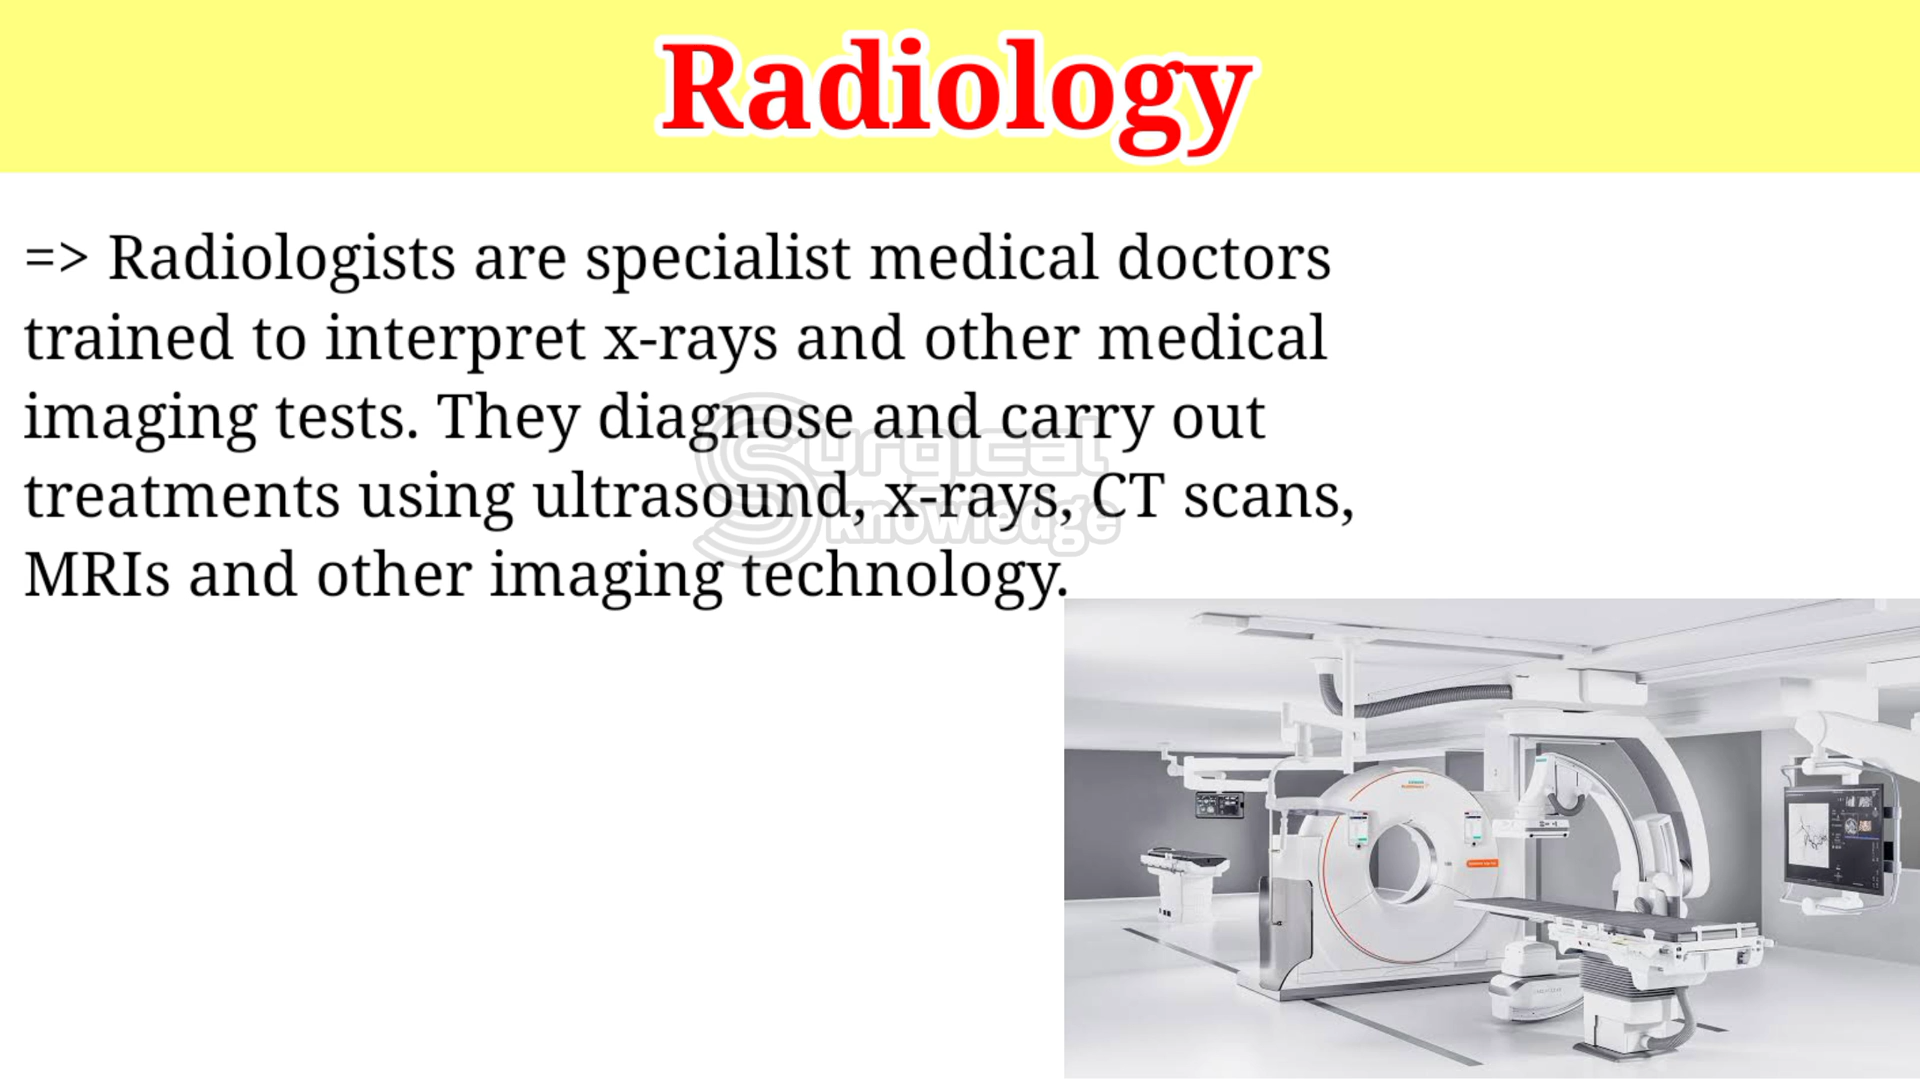 Radiology
=> Radiologists are specialist medical doctors
trained to interpret x-rays and other medical
imaging tests. They diagnose and carry out
treatments using ultrasound, x-rays, CT scans,
MRIs and other imaging technology.
Surgical
knowledge